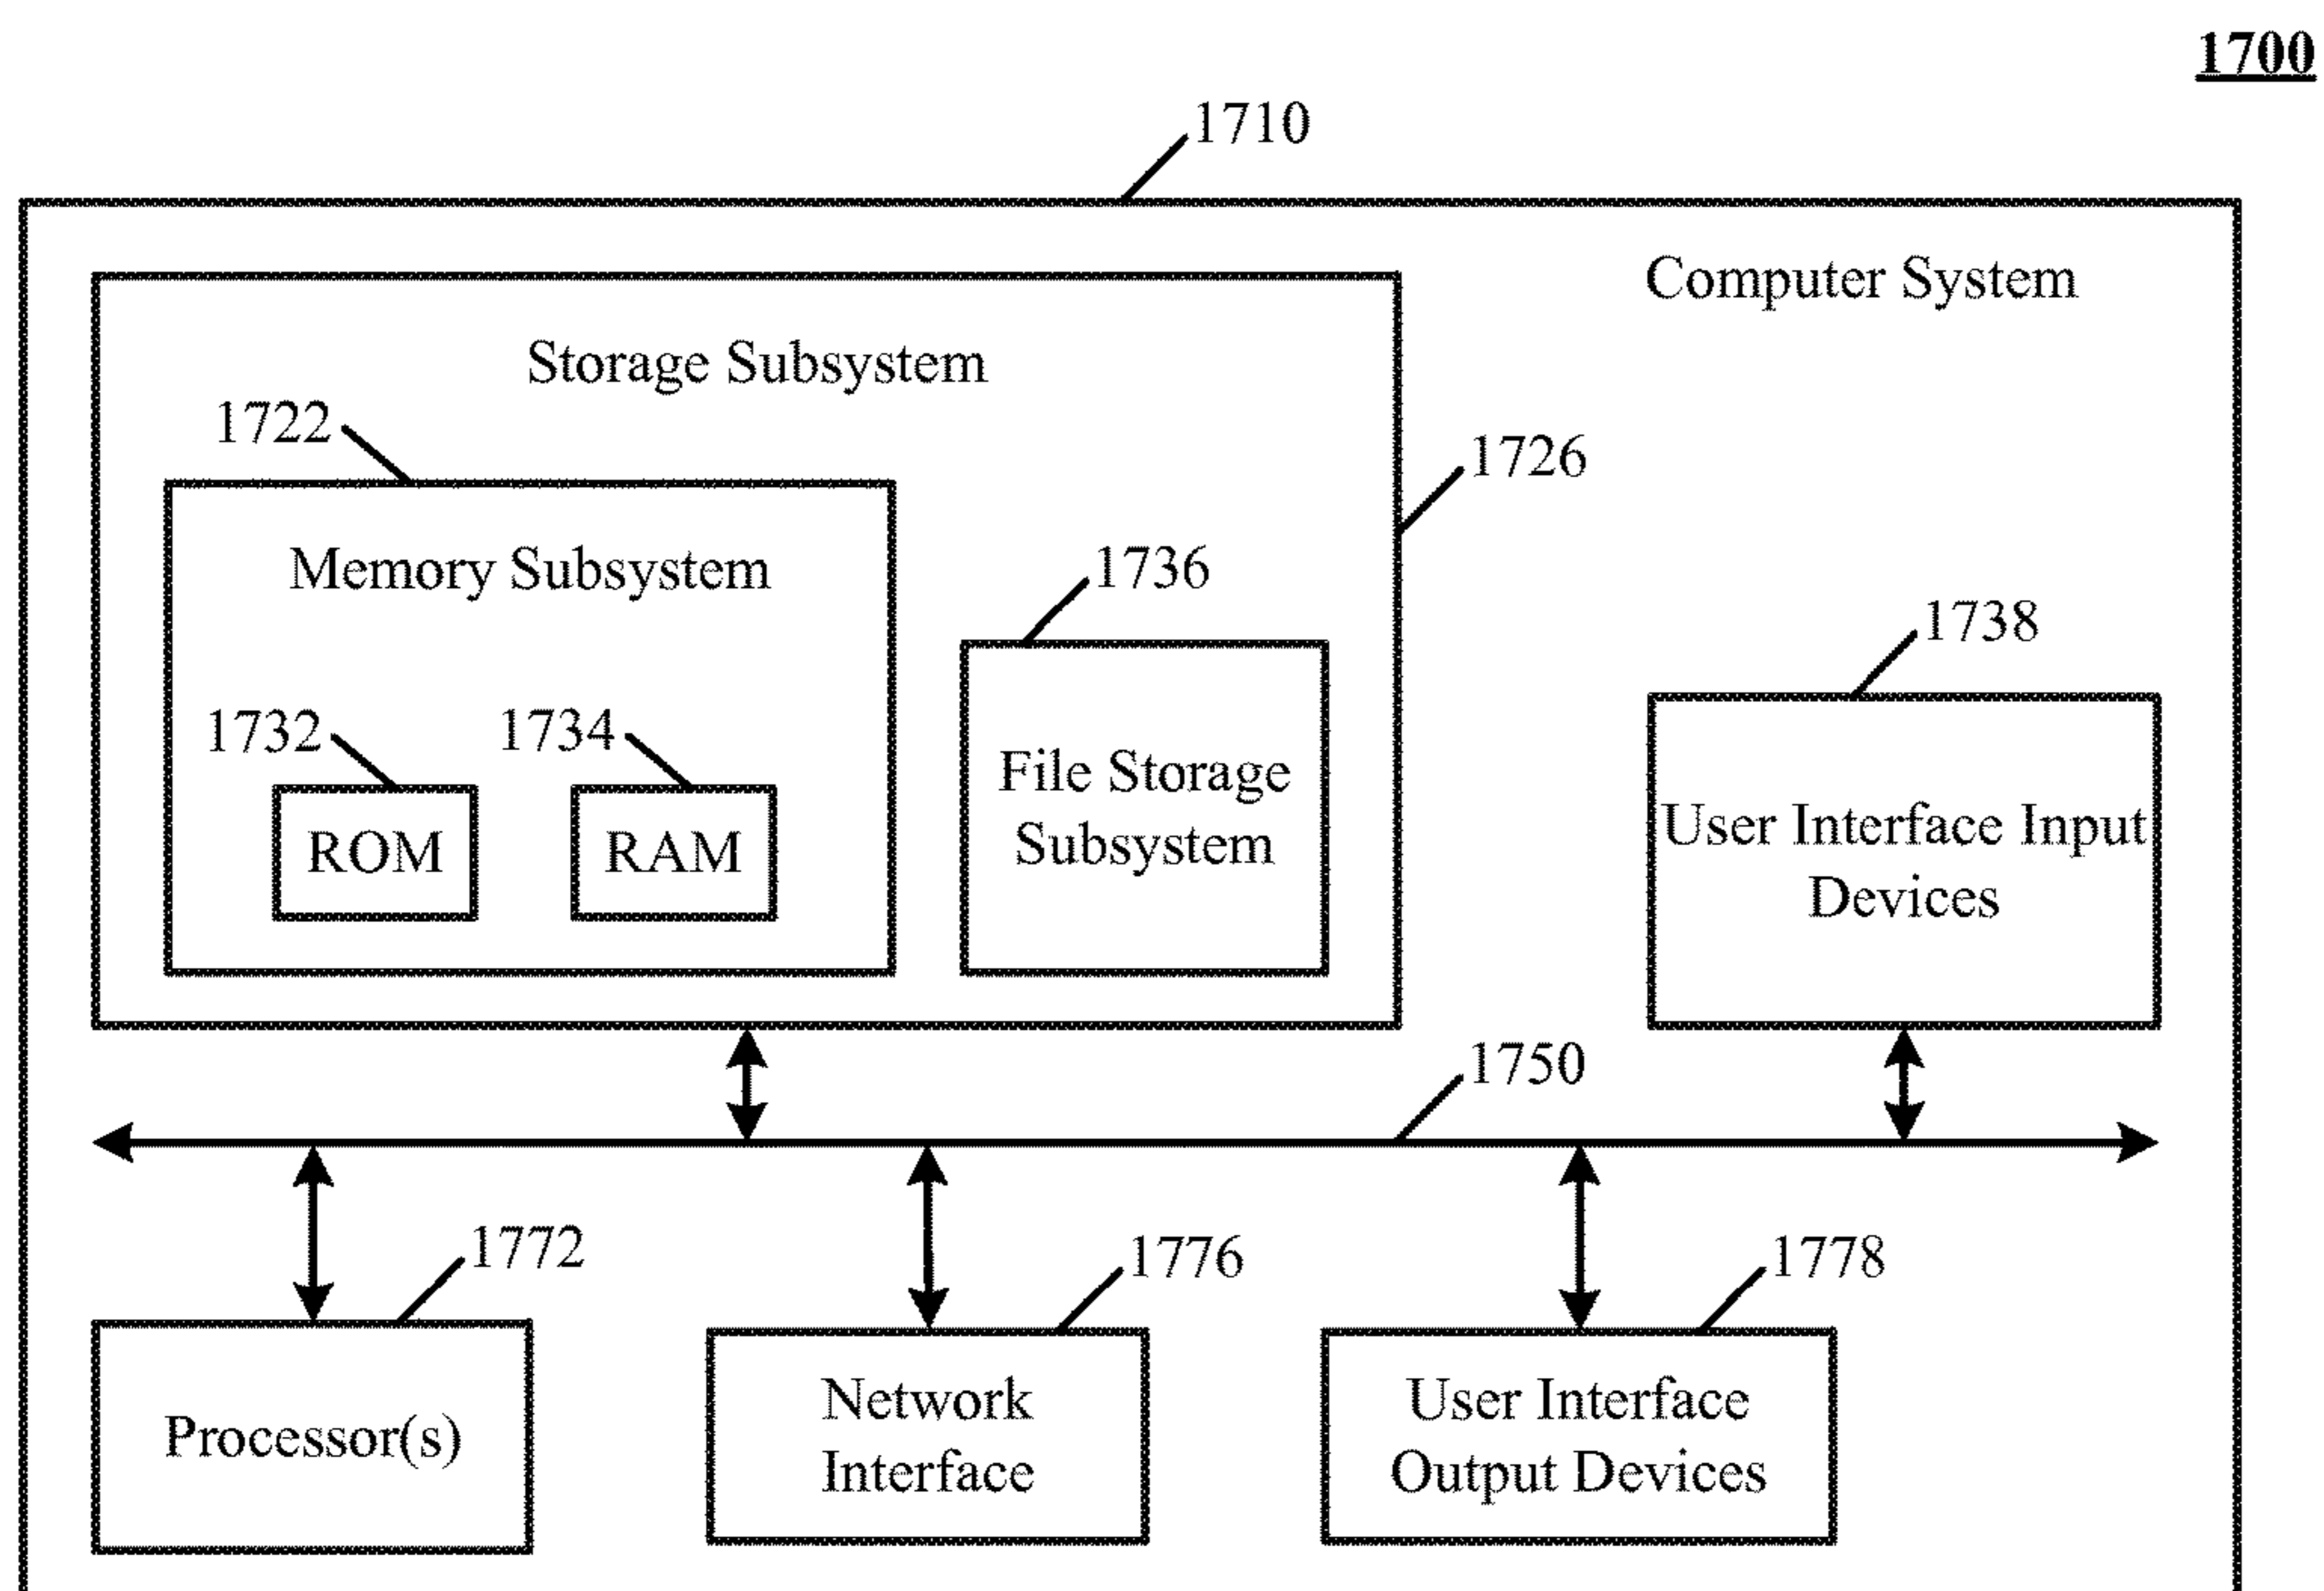 1700
1710
Computer System
Storage Subsystem
1722
1726
Memory Subsystem
1736
1738
1732
1734
File Storage
Subsystem
ROM
RAM
User Interface Input
Devices
1750
1772
1776
1778
Processor(s)
Network
Interface
User Interface
Output Devices